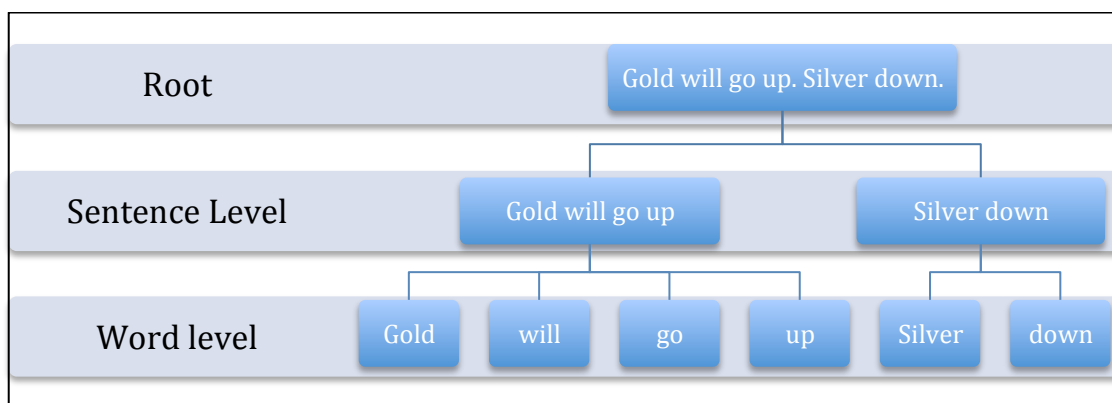 Root
Gold will go up. Silver down.
Sentence Level
Gold will go up
Silver down
Word level
Gold
will
go
up
Silver
down